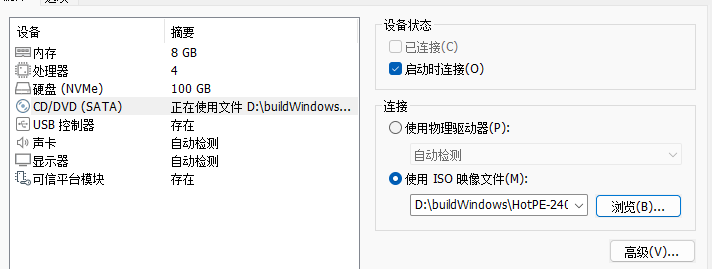 选项
设备 摘要
内存 8 GB
处理器 4
硬盘 (NVMe) 100 GB
CD/DVD (SATA) 正在使用文件 D:\buildWindows...
USB 控制器 存在
声卡 自动检测
显示器 自动检测
可信平台模块 存在
设备状态
已连接(C)
启动时连接(O)
连接
使用物理驱动器(P):
自动检测
使用 ISO 映像文件(M):
D:\buildWindows\HotPE-240
浏览(B)...
高级(V)...